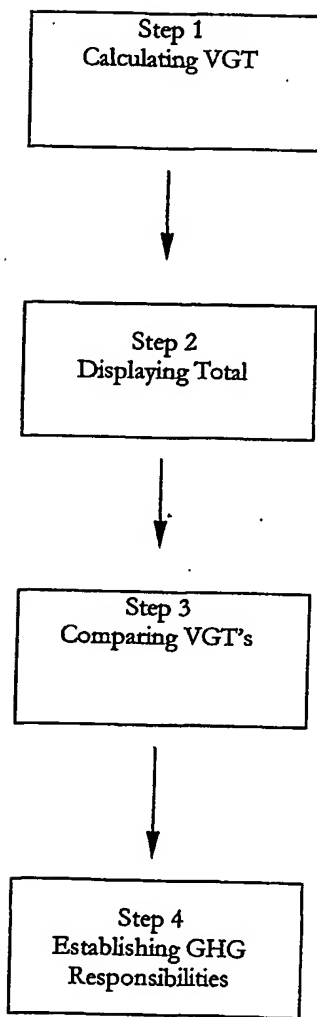 Step 1
Calculating VGT
Step 2
Displaying Total
Step 3
Comparing VGT's
Step 4
Establishing GHG
Responsibilities